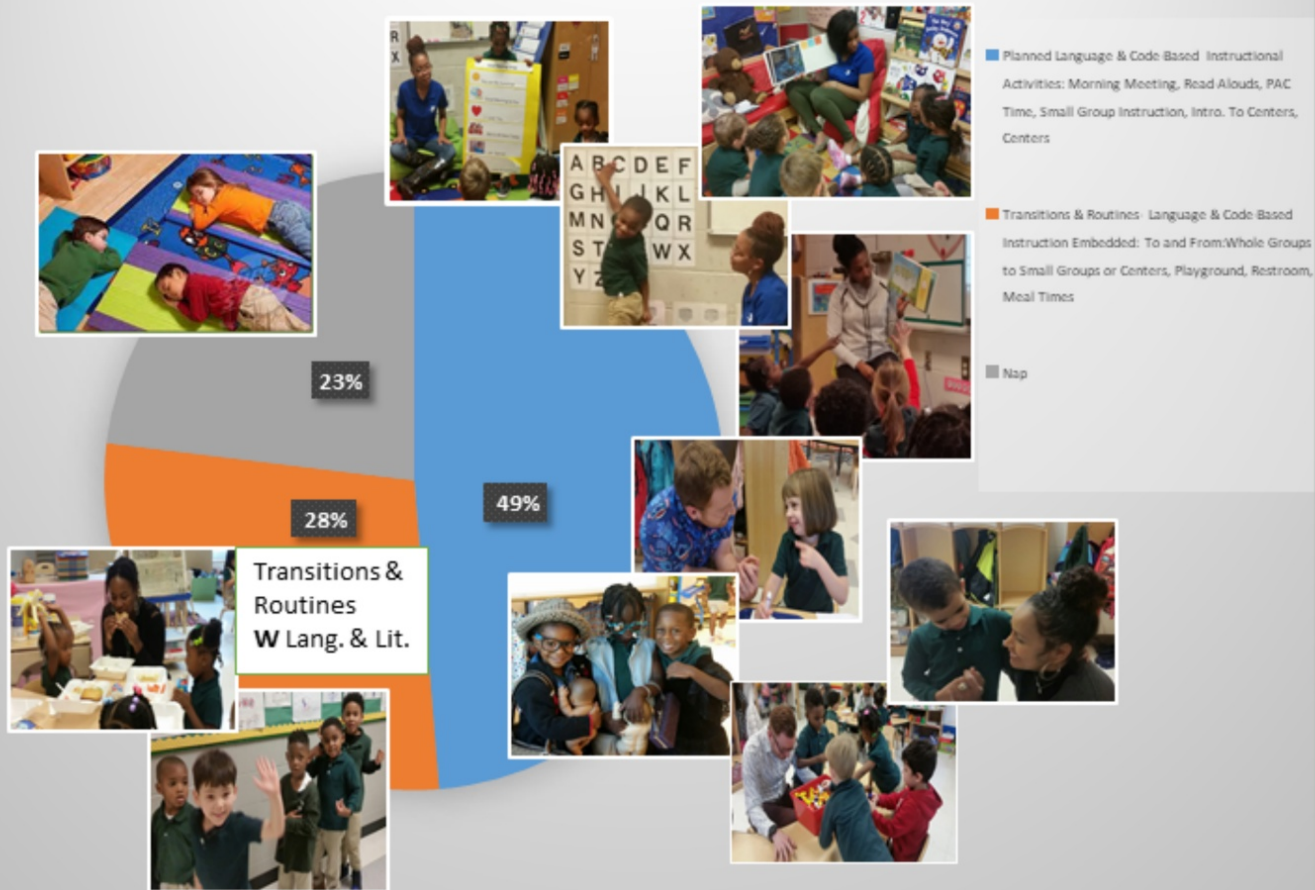 Planned Language & Code-Based Instructional
Activities: Morning Meeting, Read Alouds, PAC
Time, Small Group Instruction, Intro. To Centers,
Centers
Transitions & Routines- Language & Code-Based
Instruction Embedded: To and From:Whole Groups
to Small Groups or Centers, Playground, Restroom,
Meal Times
Nap
23%
49%
28%
Transitions &
Routines
W Lang. & Lit.
R
X
A B C D E F
G H I J K L
M N Q R
S T W X
Y Z